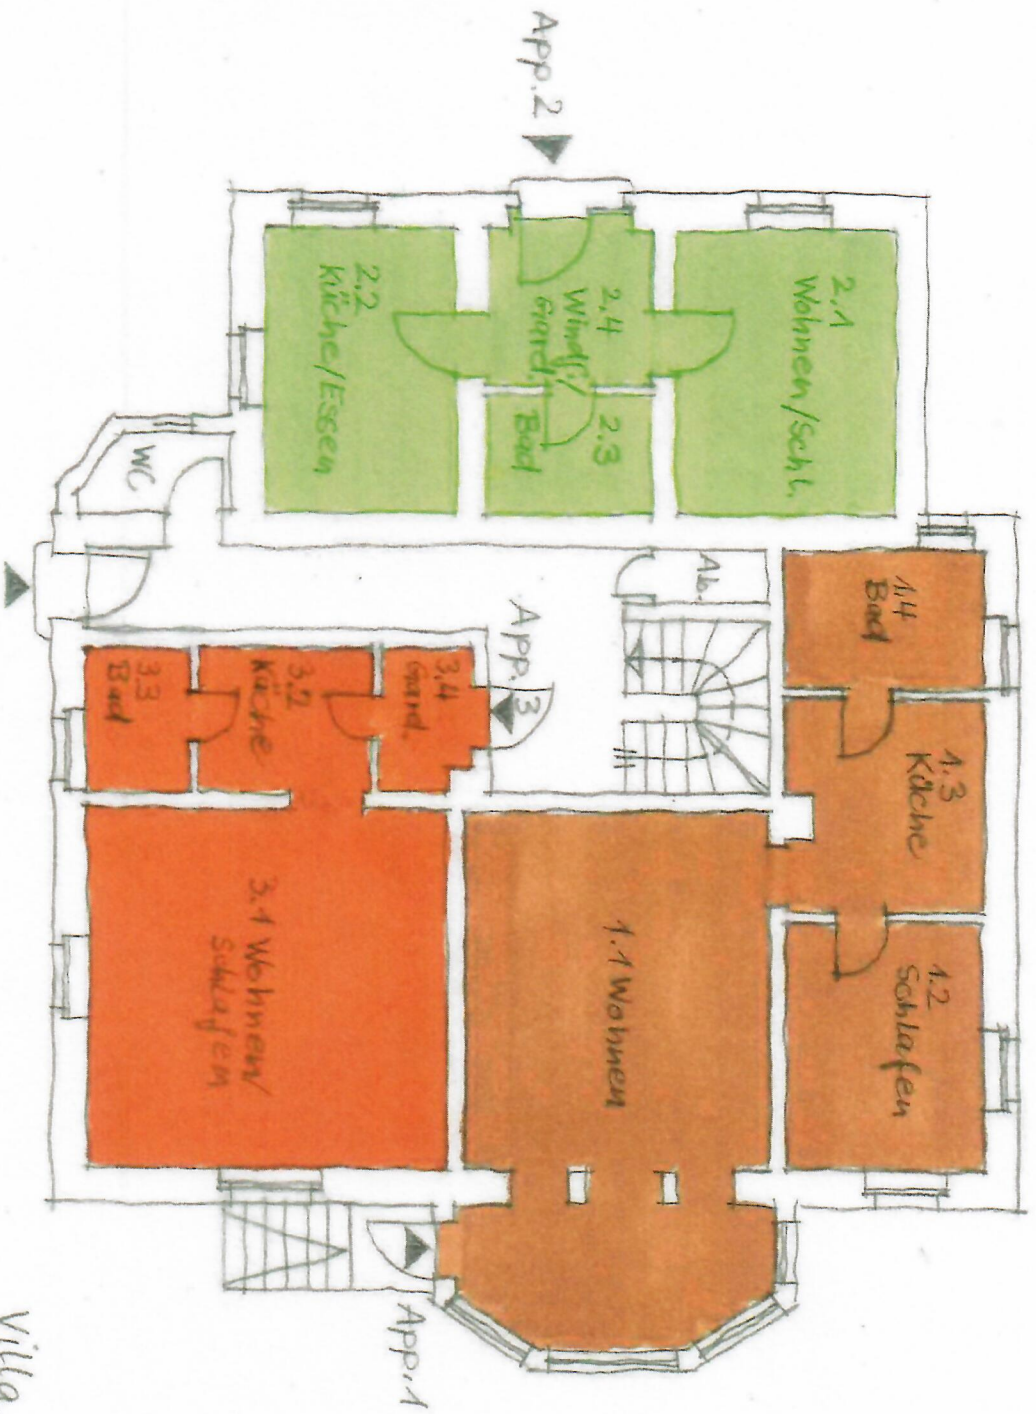 App.2
2.1
Wohnen/Schl.
2.4
Windf./
Gard.
2.3
Bad
2.2
Küche/Essen
WC
Ab.
App.3
1.4
Bad
1.3
Küche
1.2
Schlafen
1.1 Wohnen
3.4
Gard.
3.2
Küche
3.3
Bad
3.1 Wohnen/
Schlafen
App.1
Villa